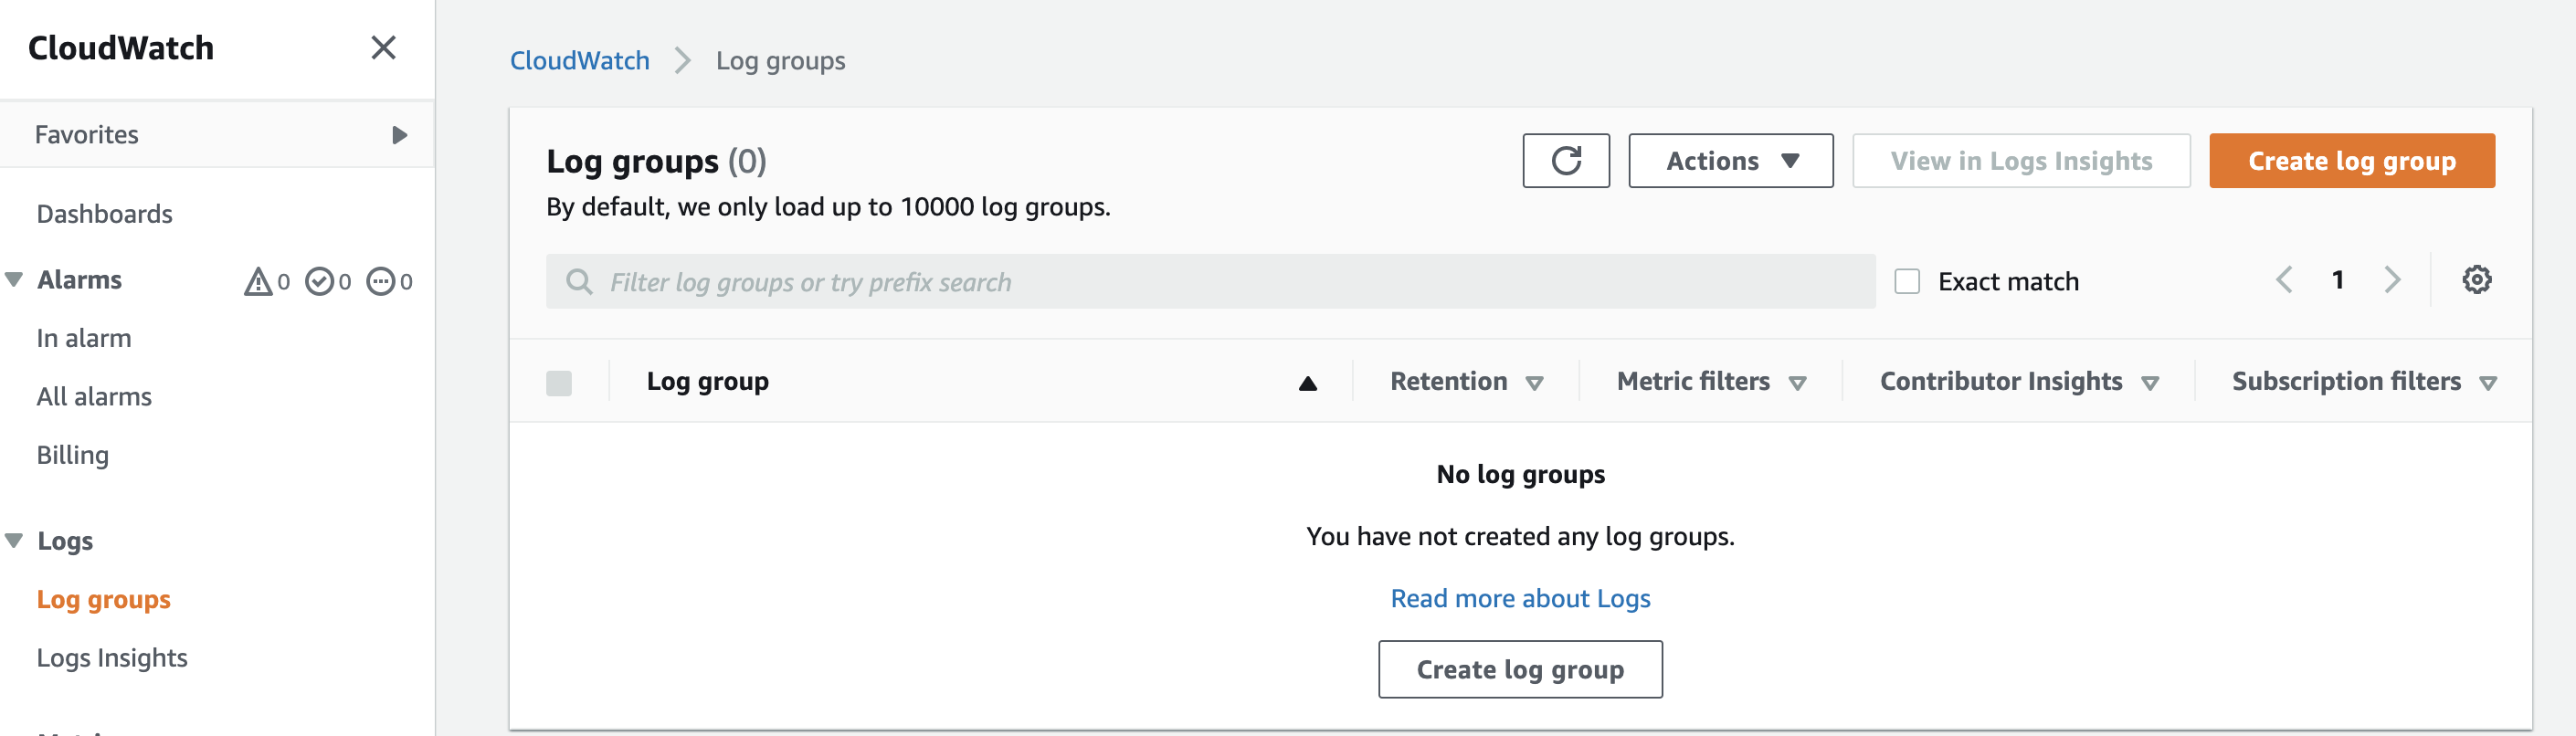 CloudWatch
Favorites
Dashboards
Alarms 0 0 0
In alarm
All alarms
Billing
Logs
Log groups
Logs Insights
CloudWatch Log groups
Log groups (0)
By default, we only load up to 10000 log groups.
Actions View in Logs Insights Create log group
Filter log groups or try prefix search Exact match 1
Log group Retention Metric filters Contributor Insights Subscription filters
No log groups
You have not created any log groups.
Read more about Logs
Create log group